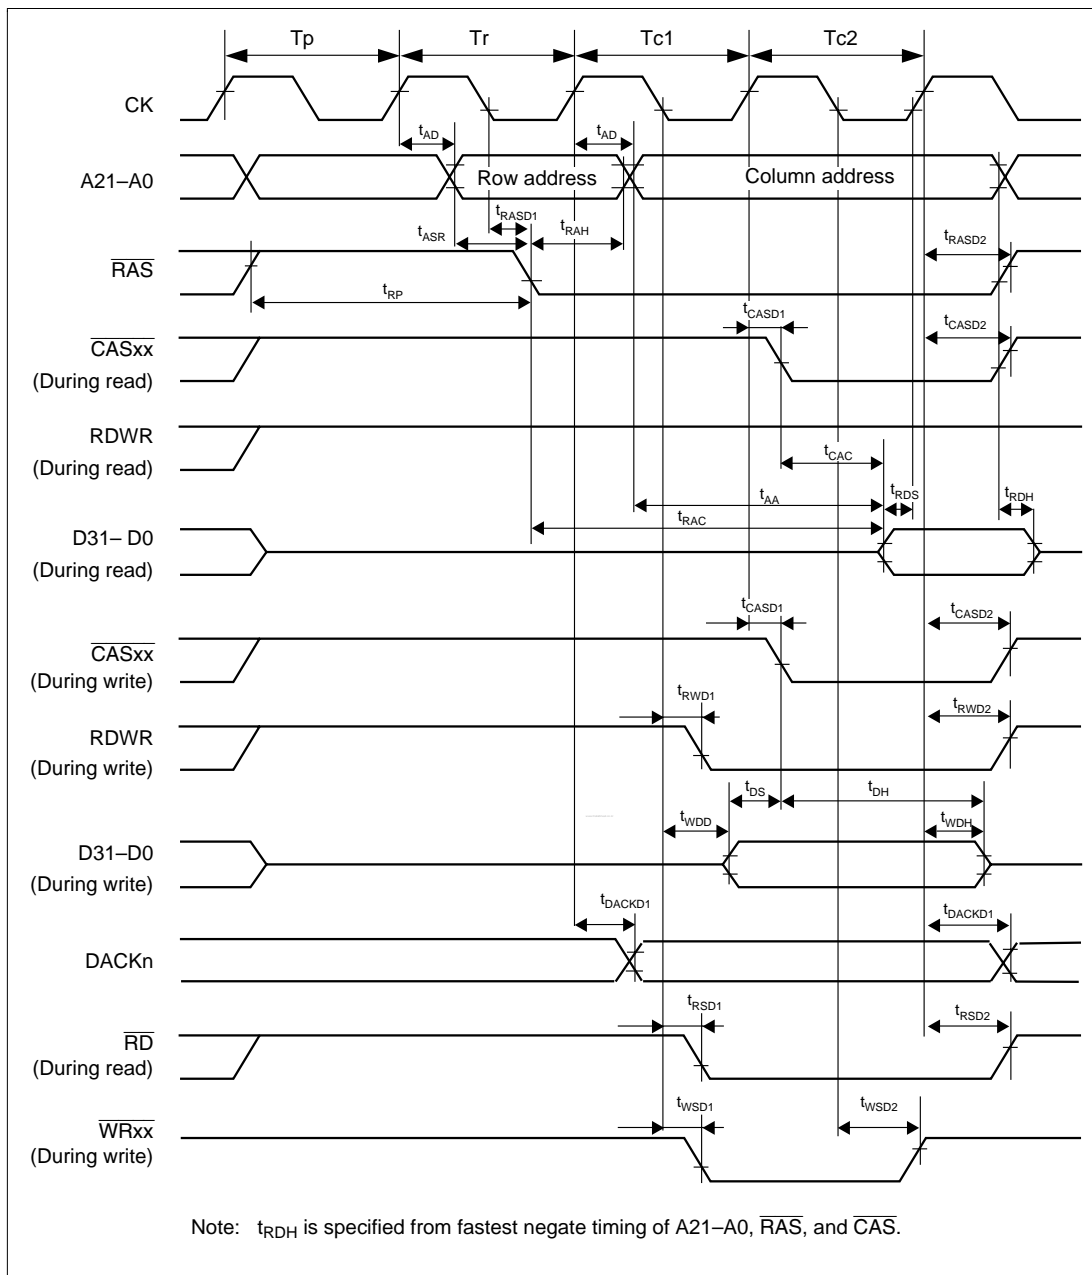 Tp Tr Tc1 Tc2
CK
tAD tAD
A21–A0 Row address Column address
tRASD1
tASR tRAH tRASD2
RAS
tRP
tCASD1 tCASD2
CASxx
(During read)
RDWR
(During read)
tCAC
tRDS tRDH
tAA
tRAC
D31– D0
(During read)
tCASD1 tCASD2
CASxx
(During write)
tRWD1 tRWD2
RDWR
(During write)
tDS tDH
tWDD tWDH
D31–D0
(During write)
tDACKD1 tDACKD1
DACKn
tRSD1 tRSD2
RD
(During read)
tWSD1 tWSD2
WRxx
(During write)
Note: tRDH is specified from fastest negate timing of A21–A0, RAS, and CAS.